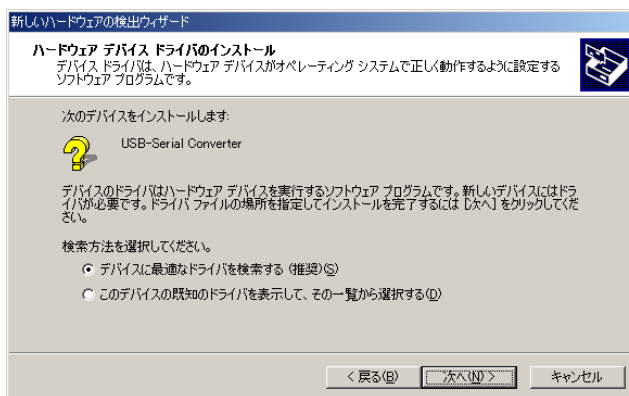 新しいハードウェアの検出ウィザード
ハードウェア デバイス ドライバのインストール
デバイス ドライバは、ハードウェア デバイスがオペレーティング システムで正しく動作するように設定する
ソフトウェア プログラムです。
次のデバイスをインストールします:
USB-Serial Converter
デバイスのドライバはハードウェア デバイスを実行するソフトウェア プログラムです。新しいデバイスにはドラ
イバが必要です。ドライバ ファイルの場所を指定してインストールを完了するには [次へ] をクリックしてくだ
さい。
検索方法を選択してください。
デバイスに最適なドライバを検索する (推奨)(S)
このデバイスの既知のドライバを表示して、その一覧から選択する(D)
< 戻る(B) 次へ(N) > キャンセル